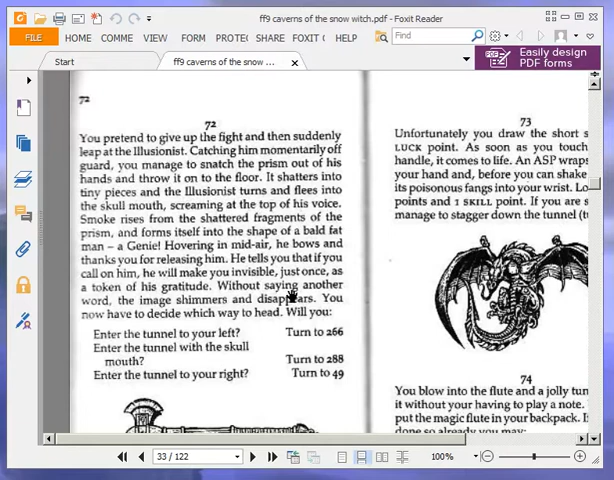 ff9 caverns of the snow witch.pdf - Foxit Reader
FILE HOME COMME VIEW FORM PROTE SHARE FOXIT C HELP Find
Start ff9 caverns of the snow ...
Easily design
PDF forms
72
72
You pretend to give up the fight and then suddenly
leap at the Illusionist. Catching him momentarily off
guard, you manage to snatch the prism out of his
hands and throw it on to the floor. It shatters into
tiny pieces and the Illusionist turns and flees into
the skull mouth, screaming at the top of his voice.
Smoke rises from the shattered fragments of the
prism, and forms itself into the shape of a bald fat
man – a Genie! Hovering in mid-air, he bows and
thanks you for releasing him. He tells you that if you
call on him, he will make you invisible, just once, as
a token of his gratitude. Without saying another
word, the image shimmers and disappears. You
now have to decide which way to head. Will you:
Enter the tunnel to your left? Turn to 266
Enter the tunnel with the skull
mouth? Turn to 288
Enter the tunnel to your right? Turn to 49
73
Unfortunately you draw the short s
LUCK point. As soon as you touch
handle, it comes to life. An ASP wraps
your hand and, before you can shake
its poisonous fangs into your wrist. Lo
points and 1 SKILL point. If you are s
manage to stagger down the tunnel (tu
74
You blow into the flute and a jolly tun
it without your having to play a note.
put the magic flute in your backpack. I
done so already you may:
33 / 122
100%